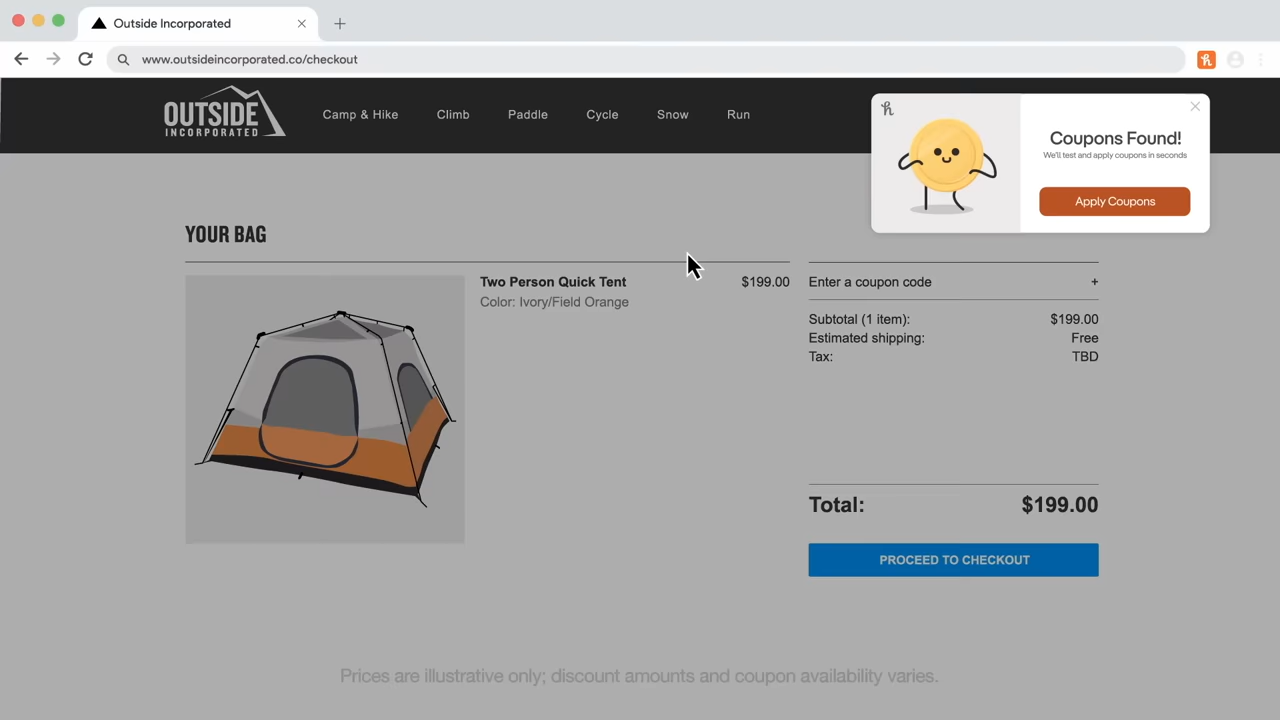 Outside Incorporated
www.outsideincorporated.co/checkout
OUTSIDE
INCORPORATED
Camp & Hike
Climb
Paddle
Cycle
Snow
Run
h
Coupons Found!
We'll test and apply coupons in seconds
Apply Coupons
YOUR BAG
Two Person Quick Tent $199.00
Color: Ivory/Field Orange
Enter a coupon code +
Subtotal (1 item): $199.00
Estimated shipping: Free
Tax: TBD
Total: $199.00
PROCEED TO CHECKOUT
Prices are illustrative only; discount amounts and coupon availability varies.